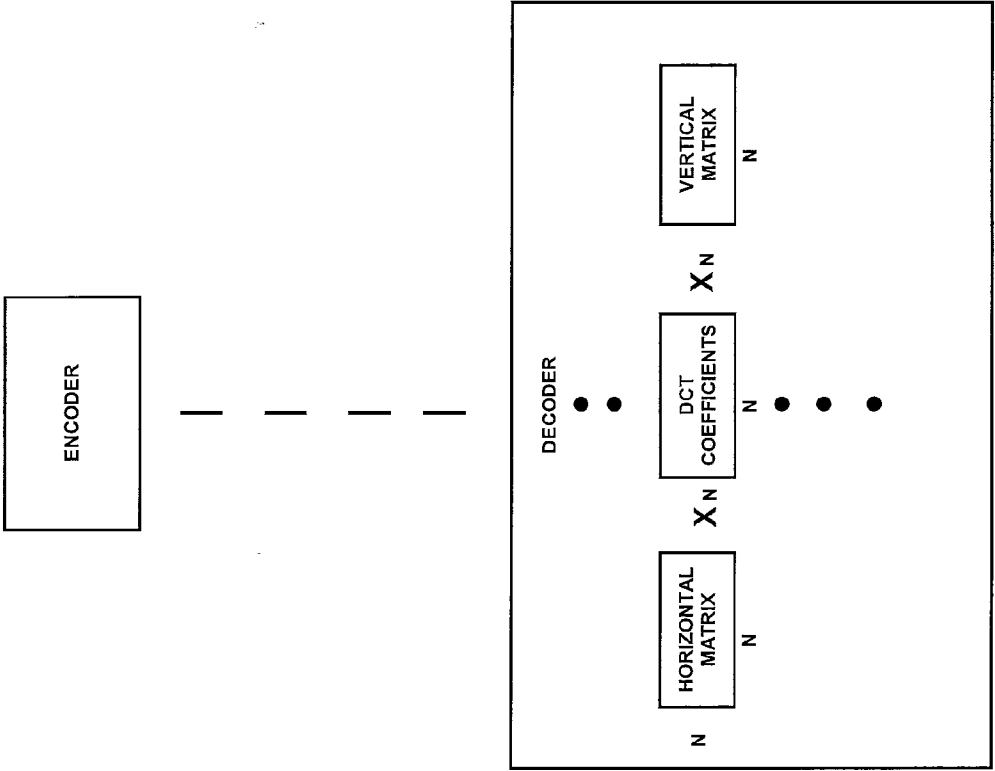 ENCODER
DECODER
N
HORIZONTAL
MATRIX
N
X N
DCT
COEFFICIENTS
N
X N
VERTICAL
MATRIX
N